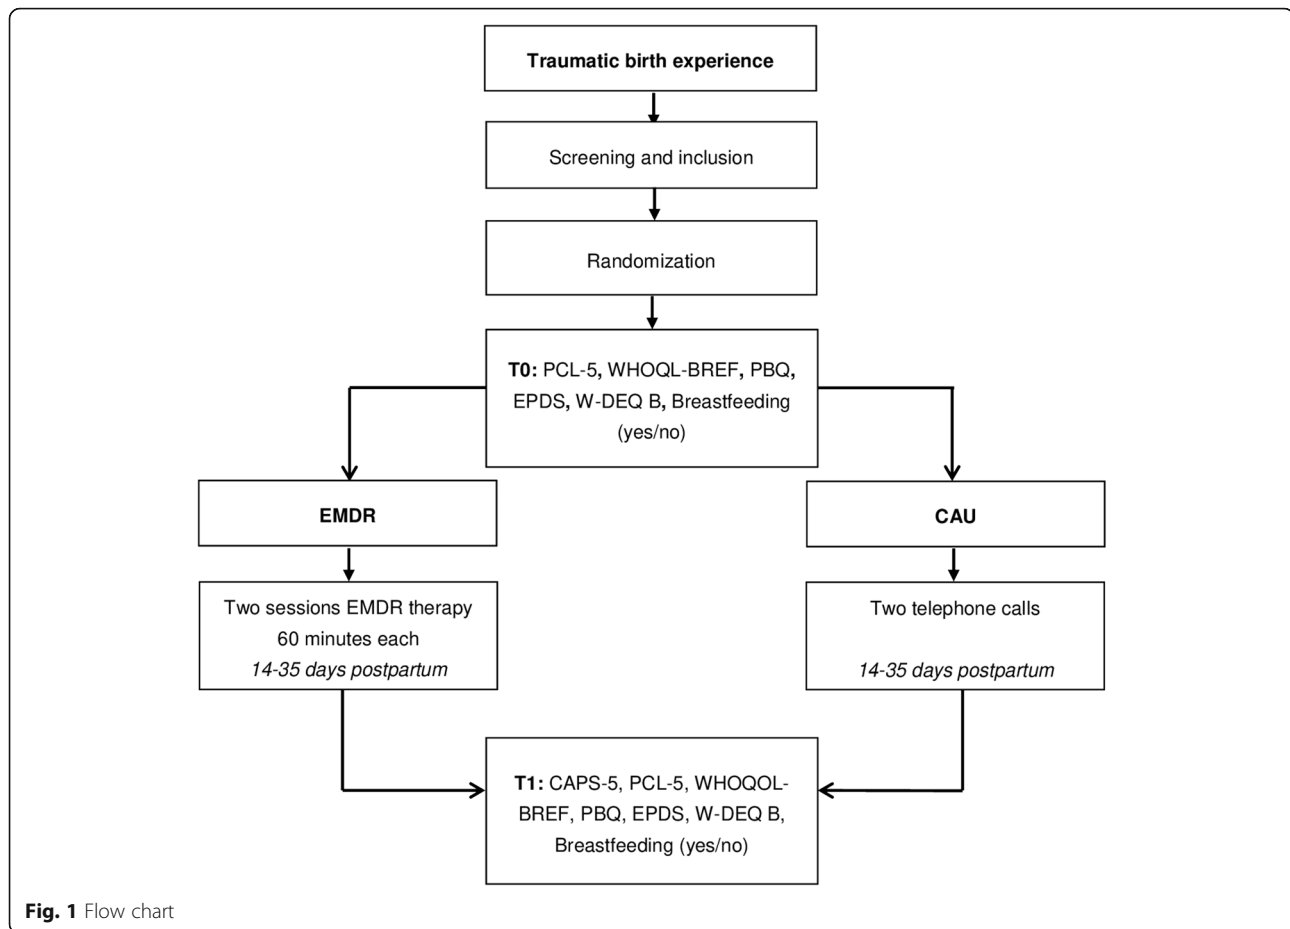 Traumatic birth experience
Screening and inclusion
Randomization
T0: PCL-5, WHOQL-BREF, PBQ,
EPDS, W-DEQ B, Breastfeeding
(yes/no)
EMDR
CAU
Two sessions EMDR therapy
60 minutes each
14-35 days postpartum
Two telephone calls
14-35 days postpartum
T1: CAPS-5, PCL-5, WHOQOL-
BREF, PBQ, EPDS, W-DEQ B,
Breastfeeding (yes/no)
Fig. 1 Flow chart